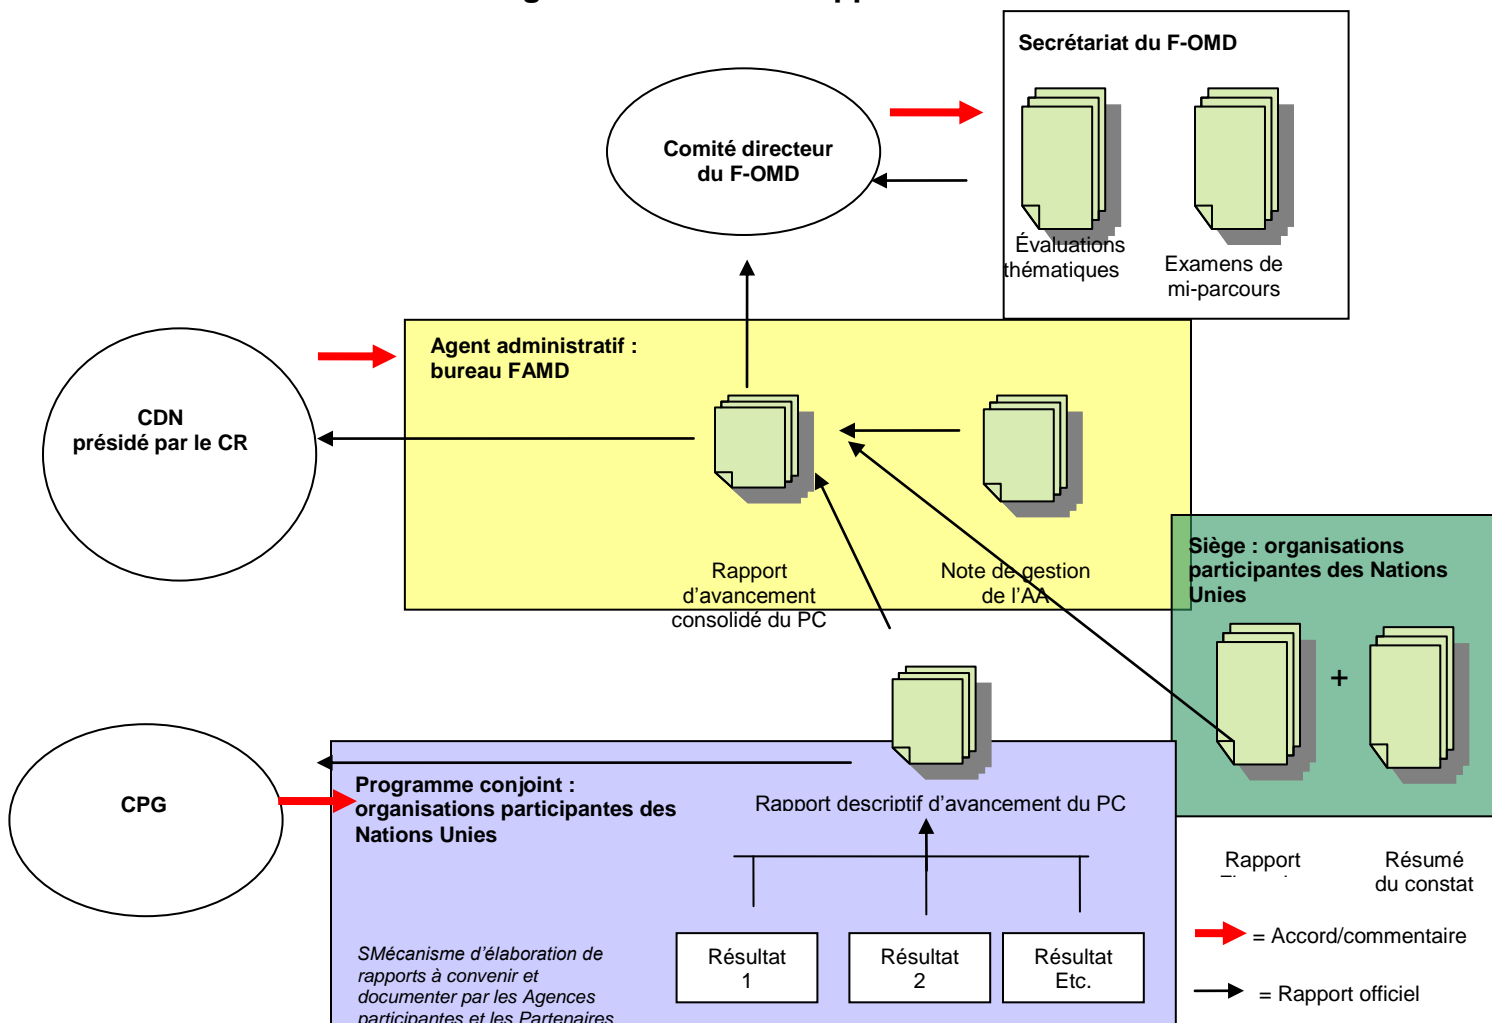 Secrétariat du F-OMD
Comité directeur
du F-OMD
Évaluations
thématiques
Examens de
mi-parcours
Agent administratif :
bureau FAMD
CDN
présidé par le CR
Rapport
d’avancement
consolidé du PC
Note de gestion
de l’AA
Siège : organisations
participantes des Nations
Unies
+
Rapport
Résumé
du constat
CPG
Programme conjoint :
organisations participantes des
Nations Unies
Rapport descriptif d’avancement du PC
SMécanisme d’élaboration de
rapports à convenir et
documenter par les Agences
participantes et les Partenaires
Résultat
1
Résultat
2
Résultat
Etc.
= Accord/commentaire
= Rapport officiel